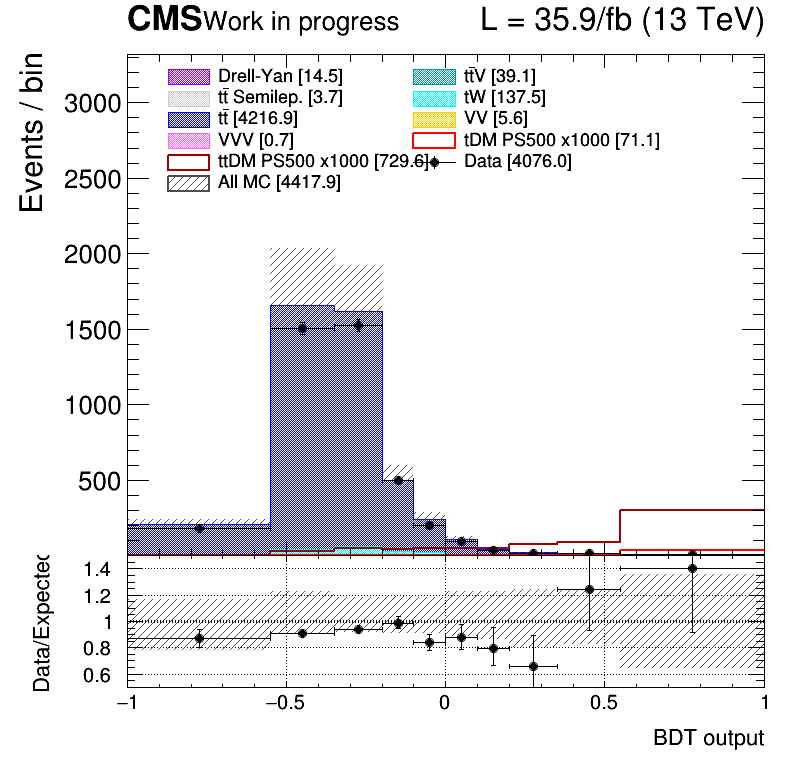 CMS Work in progress L = 35.9/fb (13 TeV)
Events / bin
Drell-Yan [14.5] tt̄V [39.1]
tt̄ Semilep. [3.7] tW [137.5]
tt̄ [4216.9] VV [5.6]
VVV [0.7] tDM PS500 x1000 [71.1]
ttDM PS500 x1000 [729.6] Data [4076.0]
All MC [4417.9]
3000
2500
2000
1500
1000
500
Data/Expected
1.4
1.2
1
0.8
0.6
−1 −0.5 0 0.5 1
BDT output